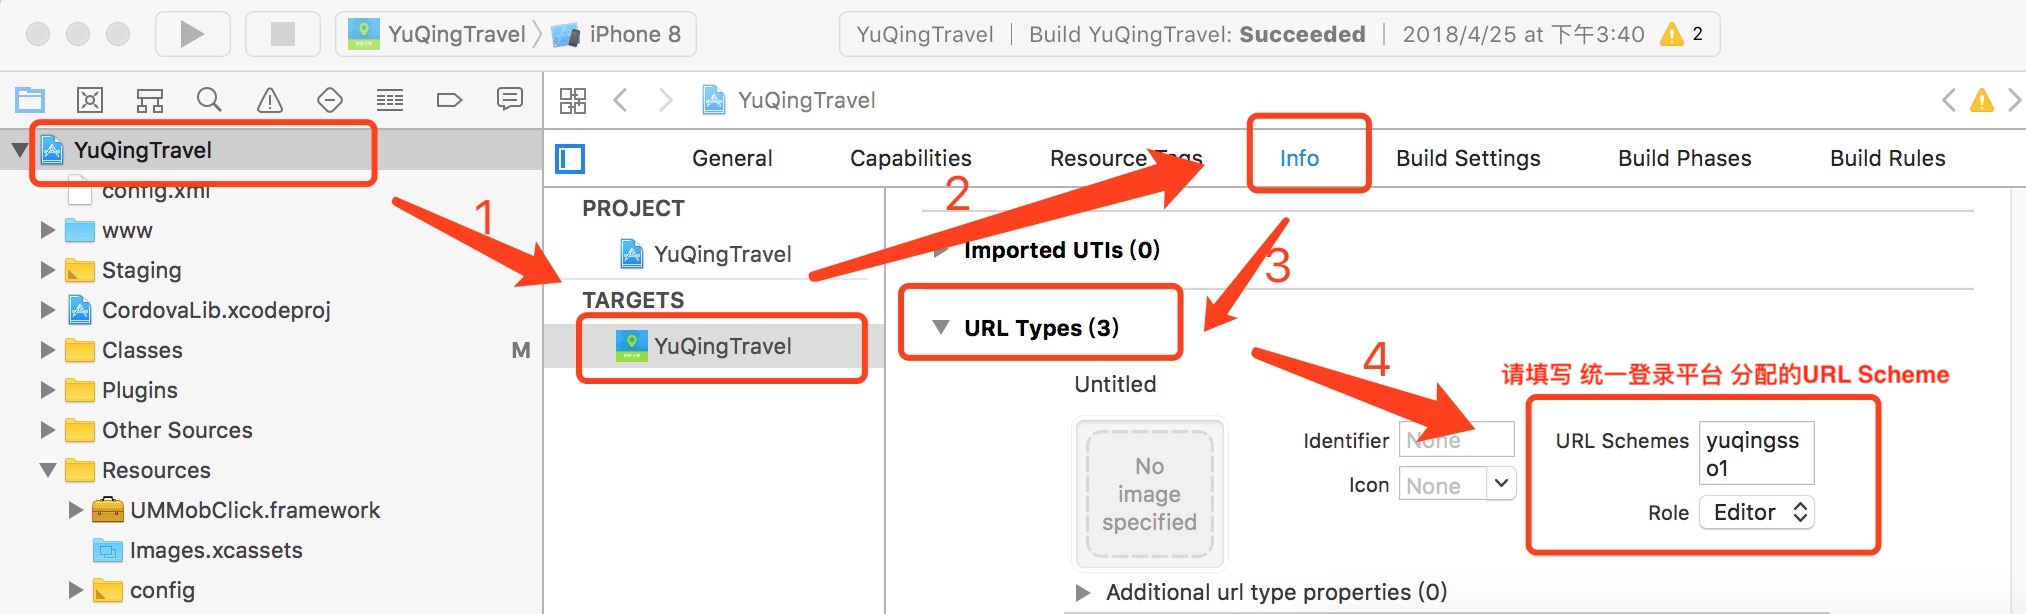 YuQingTravel
iPhone 8
YuQingTravel
Build YuQingTravel: Succeeded
2018/4/25 at 下午3:40
2
YuQingTravel
YuQingTravel
General
Capabilities
Resource Tags
Info
Build Settings
Build Phases
Build Rules
config.xml
www
Staging
CordovaLib.xcodeproj
Classes
M
Plugins
Other Sources
Resources
UMMobClick.framework
Images.xcassets
config
1
PROJECT
YuQingTravel
TARGETS
YuQingTravel
2
Imported UTIs (0)
3
URL Types (3)
4
Untitled
请填写 统一登录平台 分配的URL Scheme
No
image
specified
Identifier
None
Icon
None
URL Schemes
yuqingss
o1
Role
Editor
Additional url type properties (0)